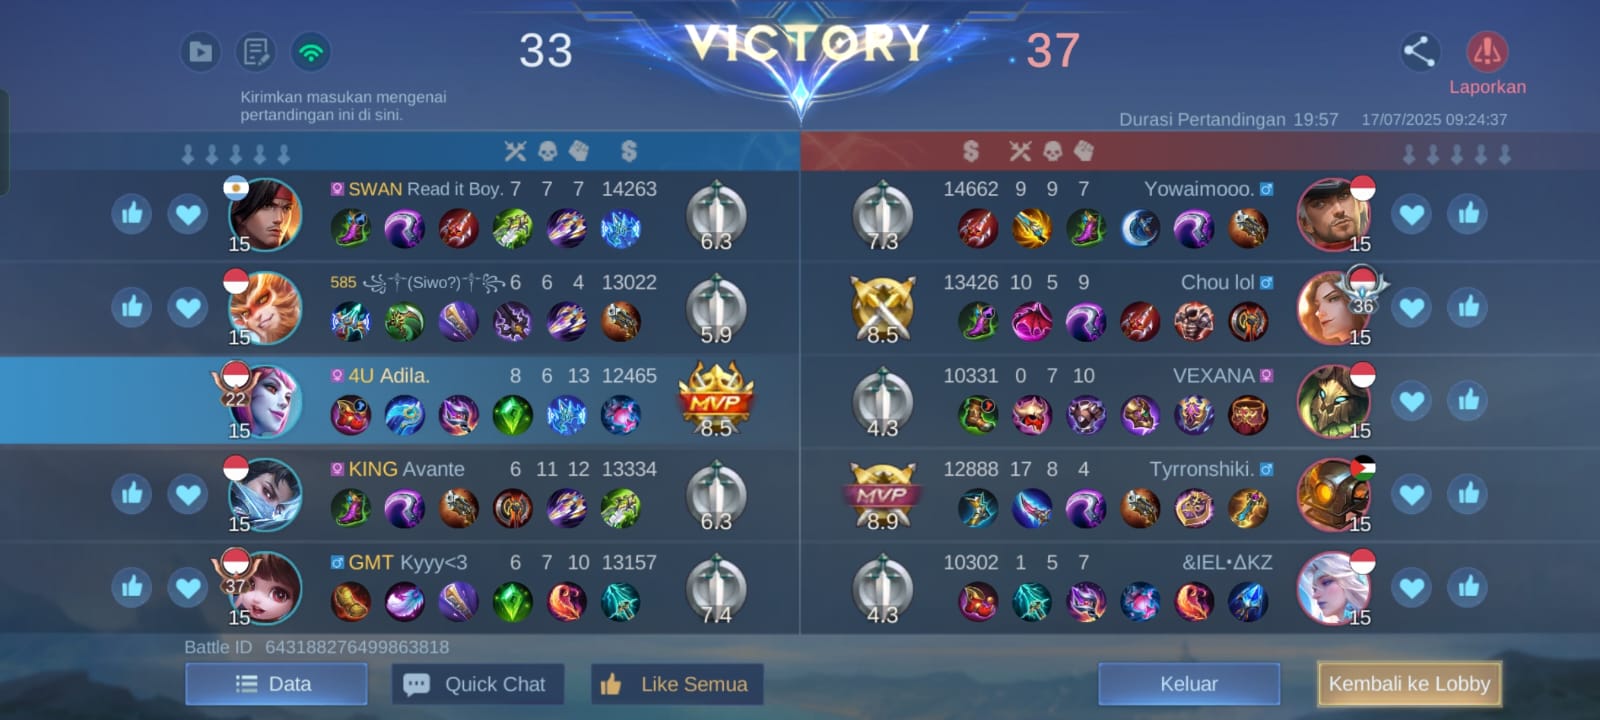 33 VICTORY 37
Laporkan
Kirimkan masukan mengenai
pertandingan ini di sini.
Durasi Pertandingan 19:57 17/07/2025 09:24:37
15 SWAN Read it Boy. 7 7 7 14263 6.3
7.3 14662 9 9 7 Yowaimooo. 15
15 585 ꧁༒(Siwo?)༒꧂ 6 6 4 13022 5.9
8.5 13426 10 5 9 Chou lol 36 15
22 15 4U Adila. 8 6 13 12465 MVP 8.5
4.3 10331 0 7 10 VEXANA 15
15 KING Avante 6 11 12 13334 6.3
MVP 8.9 12888 17 8 4 Tyrronshiki. 15
37 15 GMT Kyyy<3 6 7 10 13157 7.4
4.3 10302 1 5 7 &IEL•ΔKZ 15
Battle ID 643188276499863818
Data Quick Chat Like Semua Keluar Kembali ke Lobby